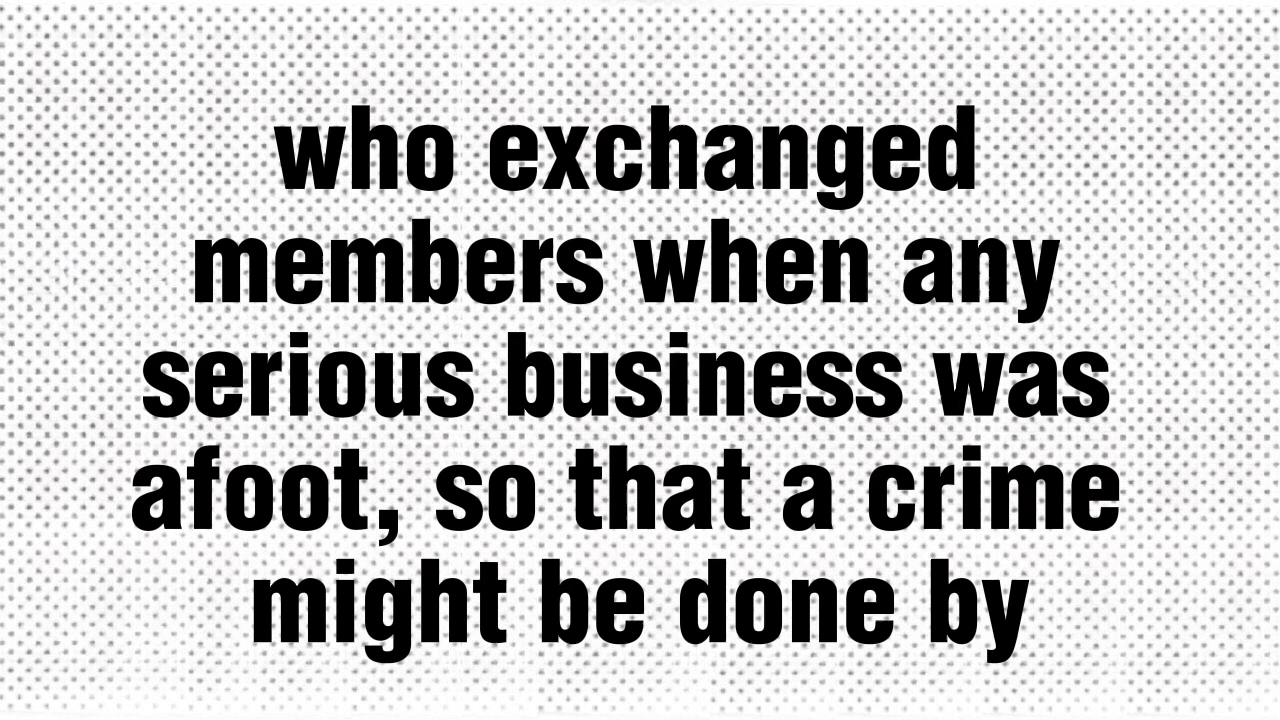 who exchanged
members when any
serious business was
afoot, so that a crime
might be done by